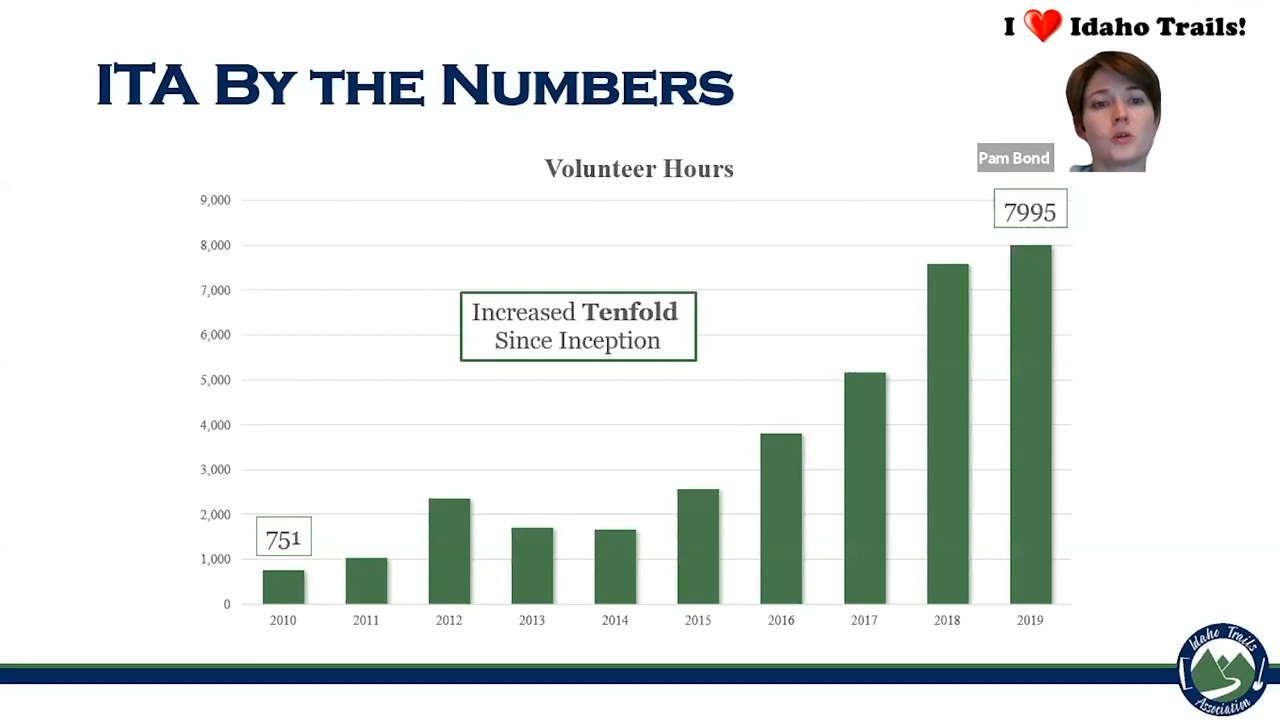 I ❤ Idaho Trails!
ITA By the Numbers
Pam Bond
Volunteer Hours
9,000
8,000
7,000
6,000
5,000
4,000
3,000
2,000
1,000
0
7995
Increased Tenfold
Since Inception
751
2010 2011 2012 2013 2014 2015 2016 2017 2018 2019
Idaho Trails
Association